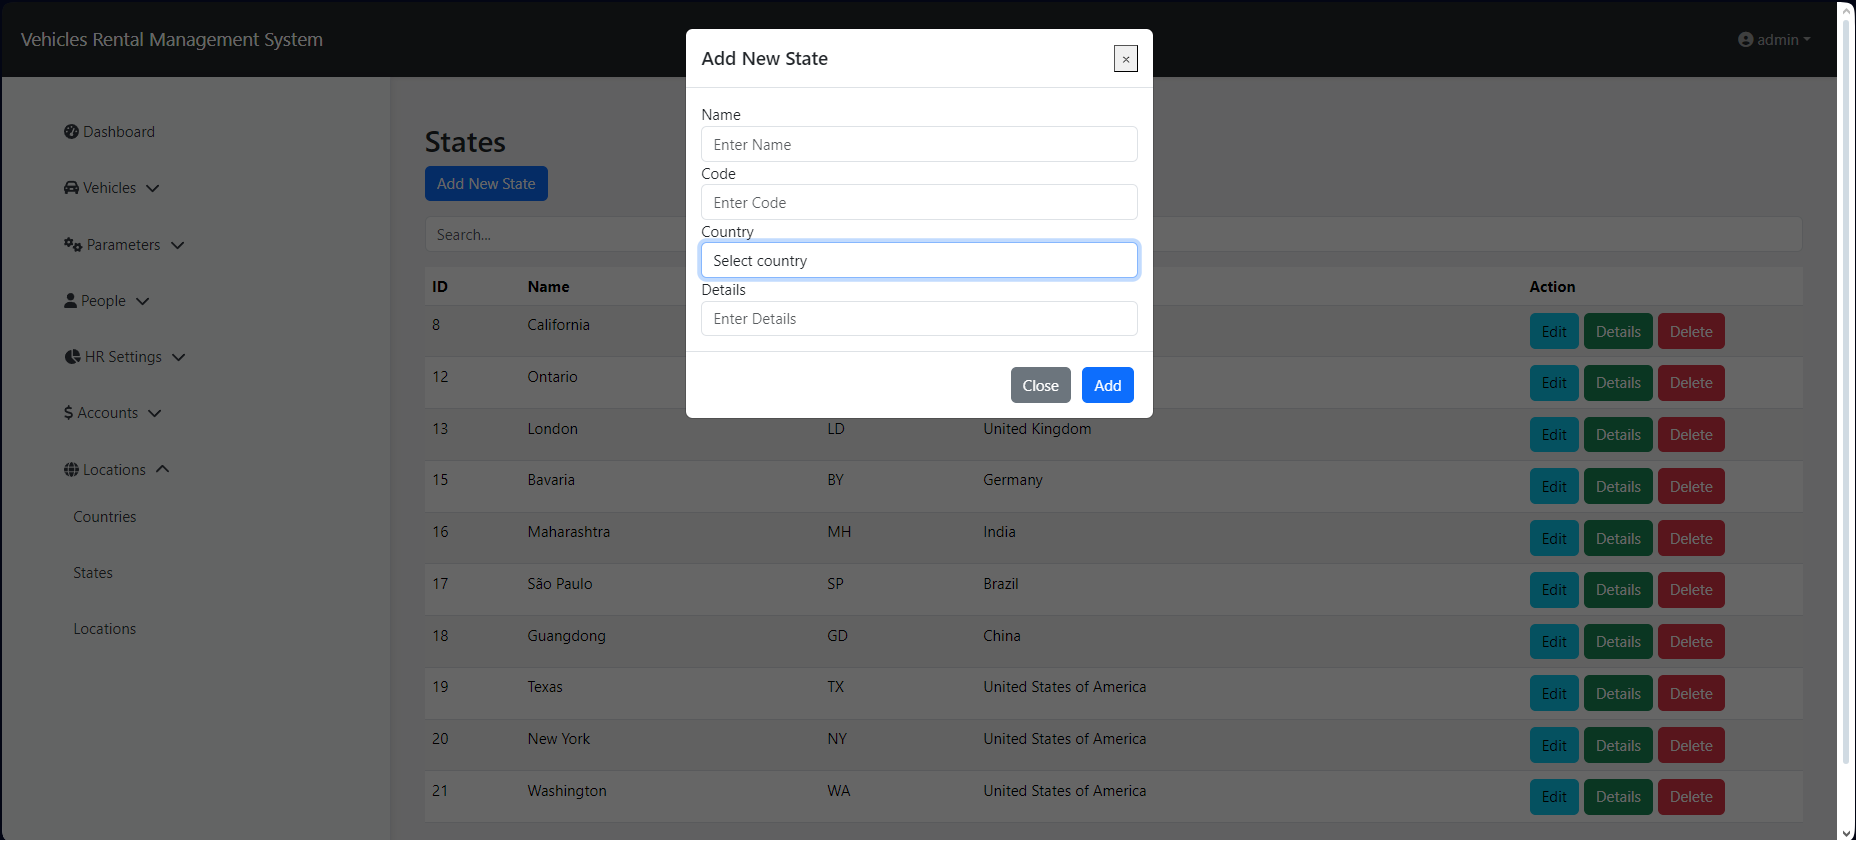 Vehicles Rental Management System
admin
Dashboard
Vehicles
Parameters
People
HR Settings
$ Accounts
Locations
Countries
States
Locations
States
Add New State
Search...
ID Name Action
8 California Edit Details Delete
12 Ontario Edit Details Delete
13 London LD United Kingdom Edit Details Delete
15 Bavaria BY Germany Edit Details Delete
16 Maharashtra MH India Edit Details Delete
17 São Paulo SP Brazil Edit Details Delete
18 Guangdong GD China Edit Details Delete
19 Texas TX United States of America Edit Details Delete
20 New York NY United States of America Edit Details Delete
21 Washington WA United States of America Edit Details Delete
Add New State ×
Name
Enter Name
Code
Enter Code
Country
Select country
Details
Enter Details
Close Add